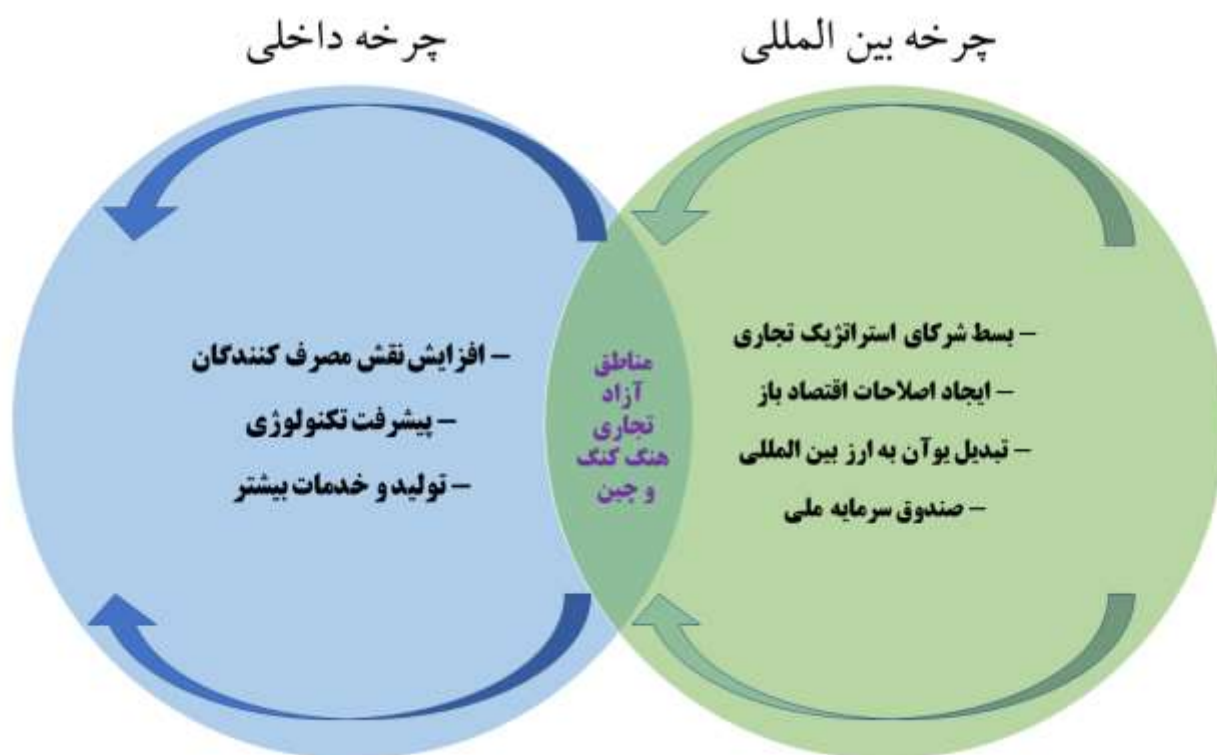 چرخه بین المللی
چرخه داخلی
– بسط شرکای استراتژیک تجاری
– ایجاد اصلاحات اقتصاد باز
– تبدیل یوآن به ارز بین المللی
– صندوق سرمایه ملی
مناطق
آزاد
تجاری
هنگ کنگ
و چین
– افزایش نقش مصرف کنندگان
– پیشرفت تکنولوژی
– تولید و خدمات بیشتر